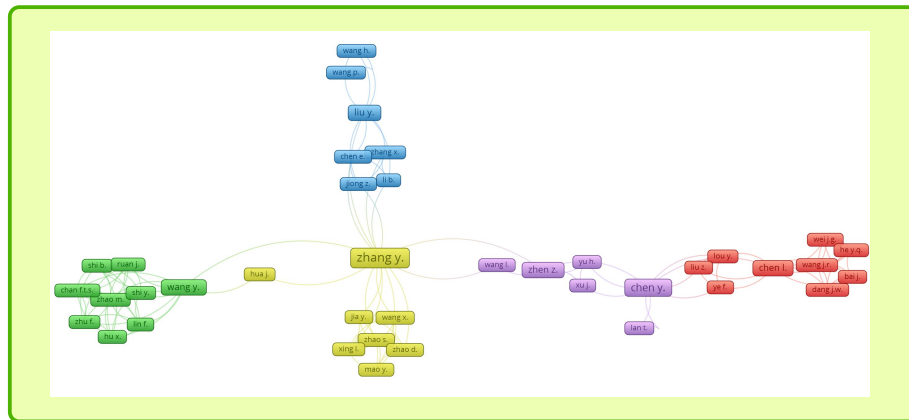 wang h.
wang p.
liu y.
chen e.
zhang x.
jiong z.
li b.
zhang y.
hua j.
jia y.
wang x.
zhao s.
xing l.
zhao d.
mao y.
shi b.
ruan j.
wang y.
chan f.t.s.
shi y.
zhao m.
zhu f.
lin f.
hu x.
wang l.
zhen z.
yu h.
xu j.
chen y.
lan t.
lou y.
liu z.
ye f.
chen l.
wei j.g.
he y.q.
wang j.r.
bai j.
dang j.w.